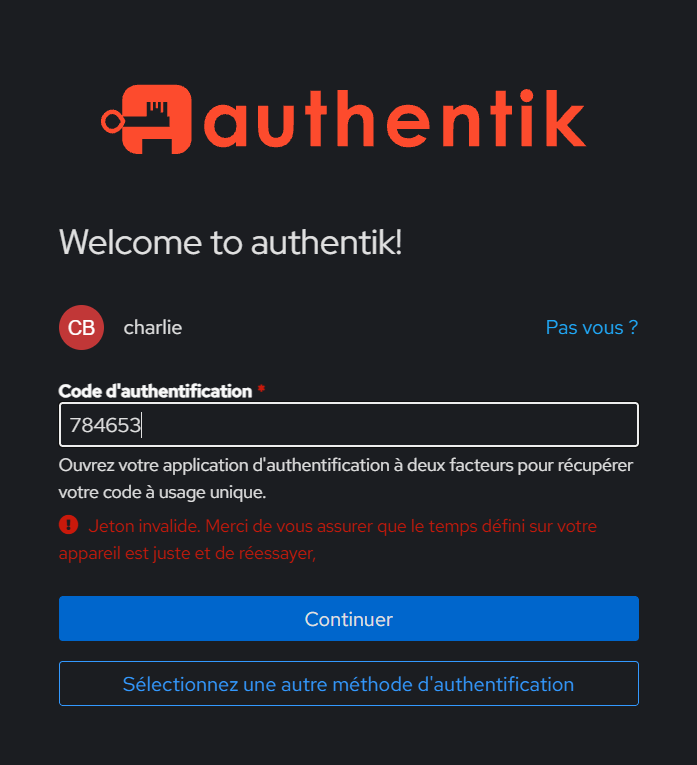 authentik
Welcome to authentik!
CB charlie Pas vous ?
Code d'authentification *
784653
Ouvrez votre application d'authentification à deux facteurs pour récupérer
votre code à usage unique.
Jeton invalide. Merci de vous assurer que le temps défini sur votre
appareil est juste et de réessayer,
Continuer
Sélectionnez une autre méthode d'authentification